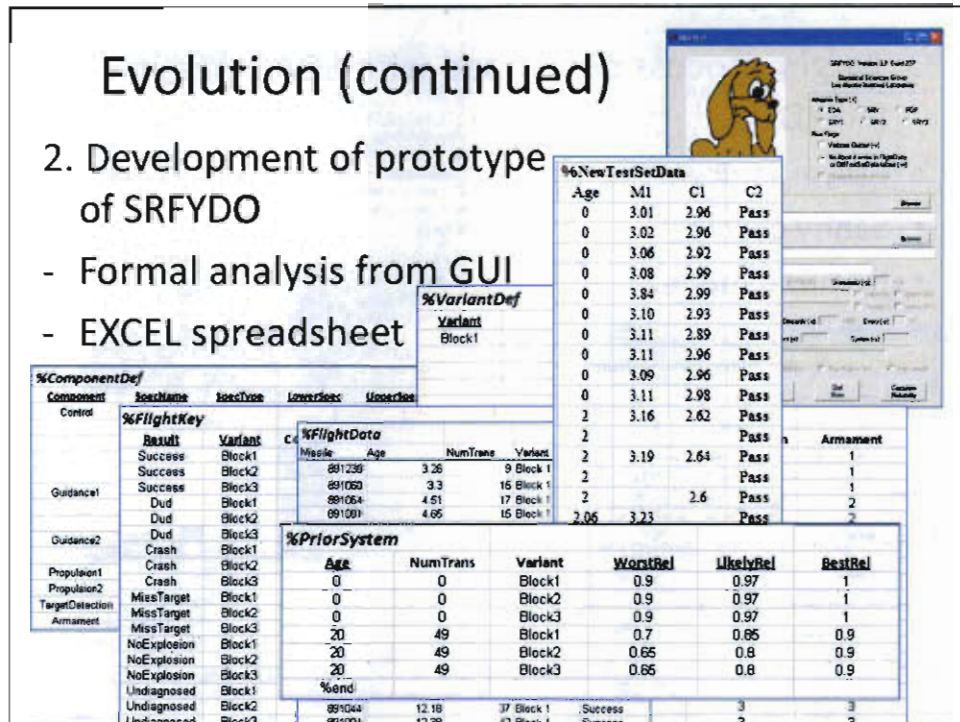 Evolution (continued)
2. Development of prototype
of SRFYDO
- Formal analysis from GUI
- EXCEL spreadsheet
Statistical Sciences Group
Los Alamos National Laboratory
Browse
Browse
%NewTestSetData
Age M1 C1 C2
0 3.01 2.96 Pass
0 3.02 2.96 Pass
0 3.06 2.92 Pass
0 3.08 2.99 Pass
0 3.84 2.99 Pass
0 3.10 2.93 Pass
0 3.11 2.89 Pass
0 3.11 2.96 Pass
0 3.09 2.96 Pass
0 3.11 2.98 Pass
2 3.16 2.62 Pass
2 Pass
2 3.19 2.64 Pass
2 Pass
2 2.6 Pass
2.06 3.23 Pass
%VariantDef
Variant
Block1
%ComponentDef
Component SpecName SpecType LowerSpec UpperSpec
Control
Guidance1
Guidance2
Propulsion1
Propulsion2
TargetDetection
Armament
Armament
1
1
1
2
2
%FlightKey
Result Variant
Success Block1
Success Block2
Success Block3
Dud Block1
Dud Block2
Dud Block3
Crash Block1
Crash Block2
Crash Block3
MissTarget Block1
MissTarget Block2
MissTarget Block3
NoExplosion Block1
NoExplosion Block2
NoExplosion Block3
Undiagnosed Block1
Undiagnosed Block2
Undiagnosed Block3
%FlightData
Missile Age NumTrans Variant
891239 3.26 9 Block 1
891060 3.3 15 Block 1
891064 4.51 17 Block 1
891081 4.65 15 Block 1
%PriorSystem
Age NumTrans Variant WorstRel LikelyRel BestRel
0 0 Block1 0.9 0.97 1
0 0 Block2 0.9 0.97 1
0 0 Block3 0.9 0.97 1
20 49 Block1 0.7 0.85 0.9
20 49 Block2 0.65 0.8 0.9
20 49 Block3 0.65 0.8 0.9
%end
891044 12.18 37 Block 1 Success 3 3